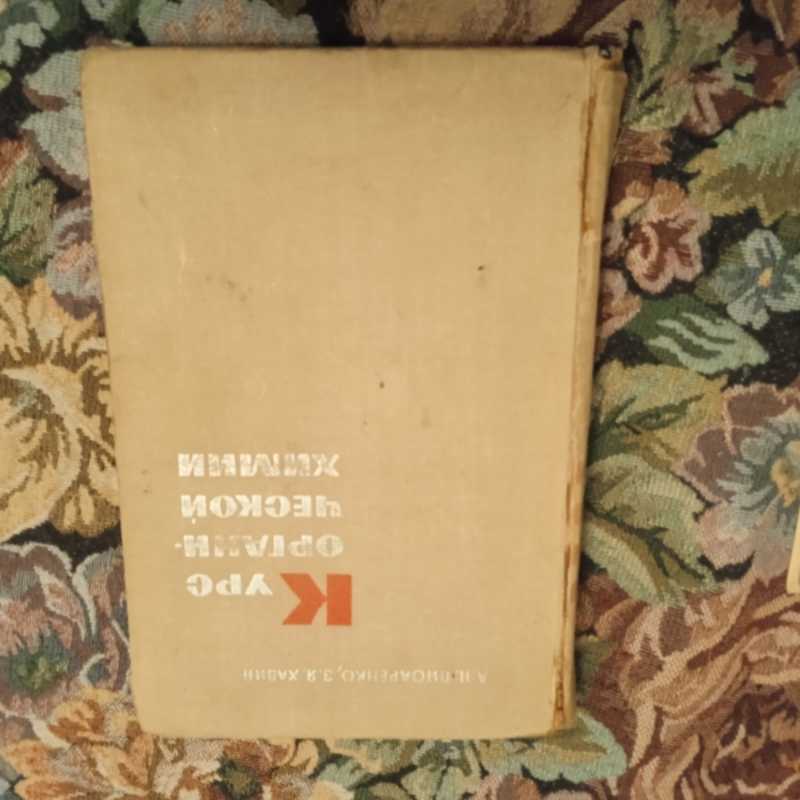 А.П. ПИСАРЕНКО, З.Я. ХАВИН
КУРС
ОРГАНИ-
ЧЕСКОЙ
ХИМИИ